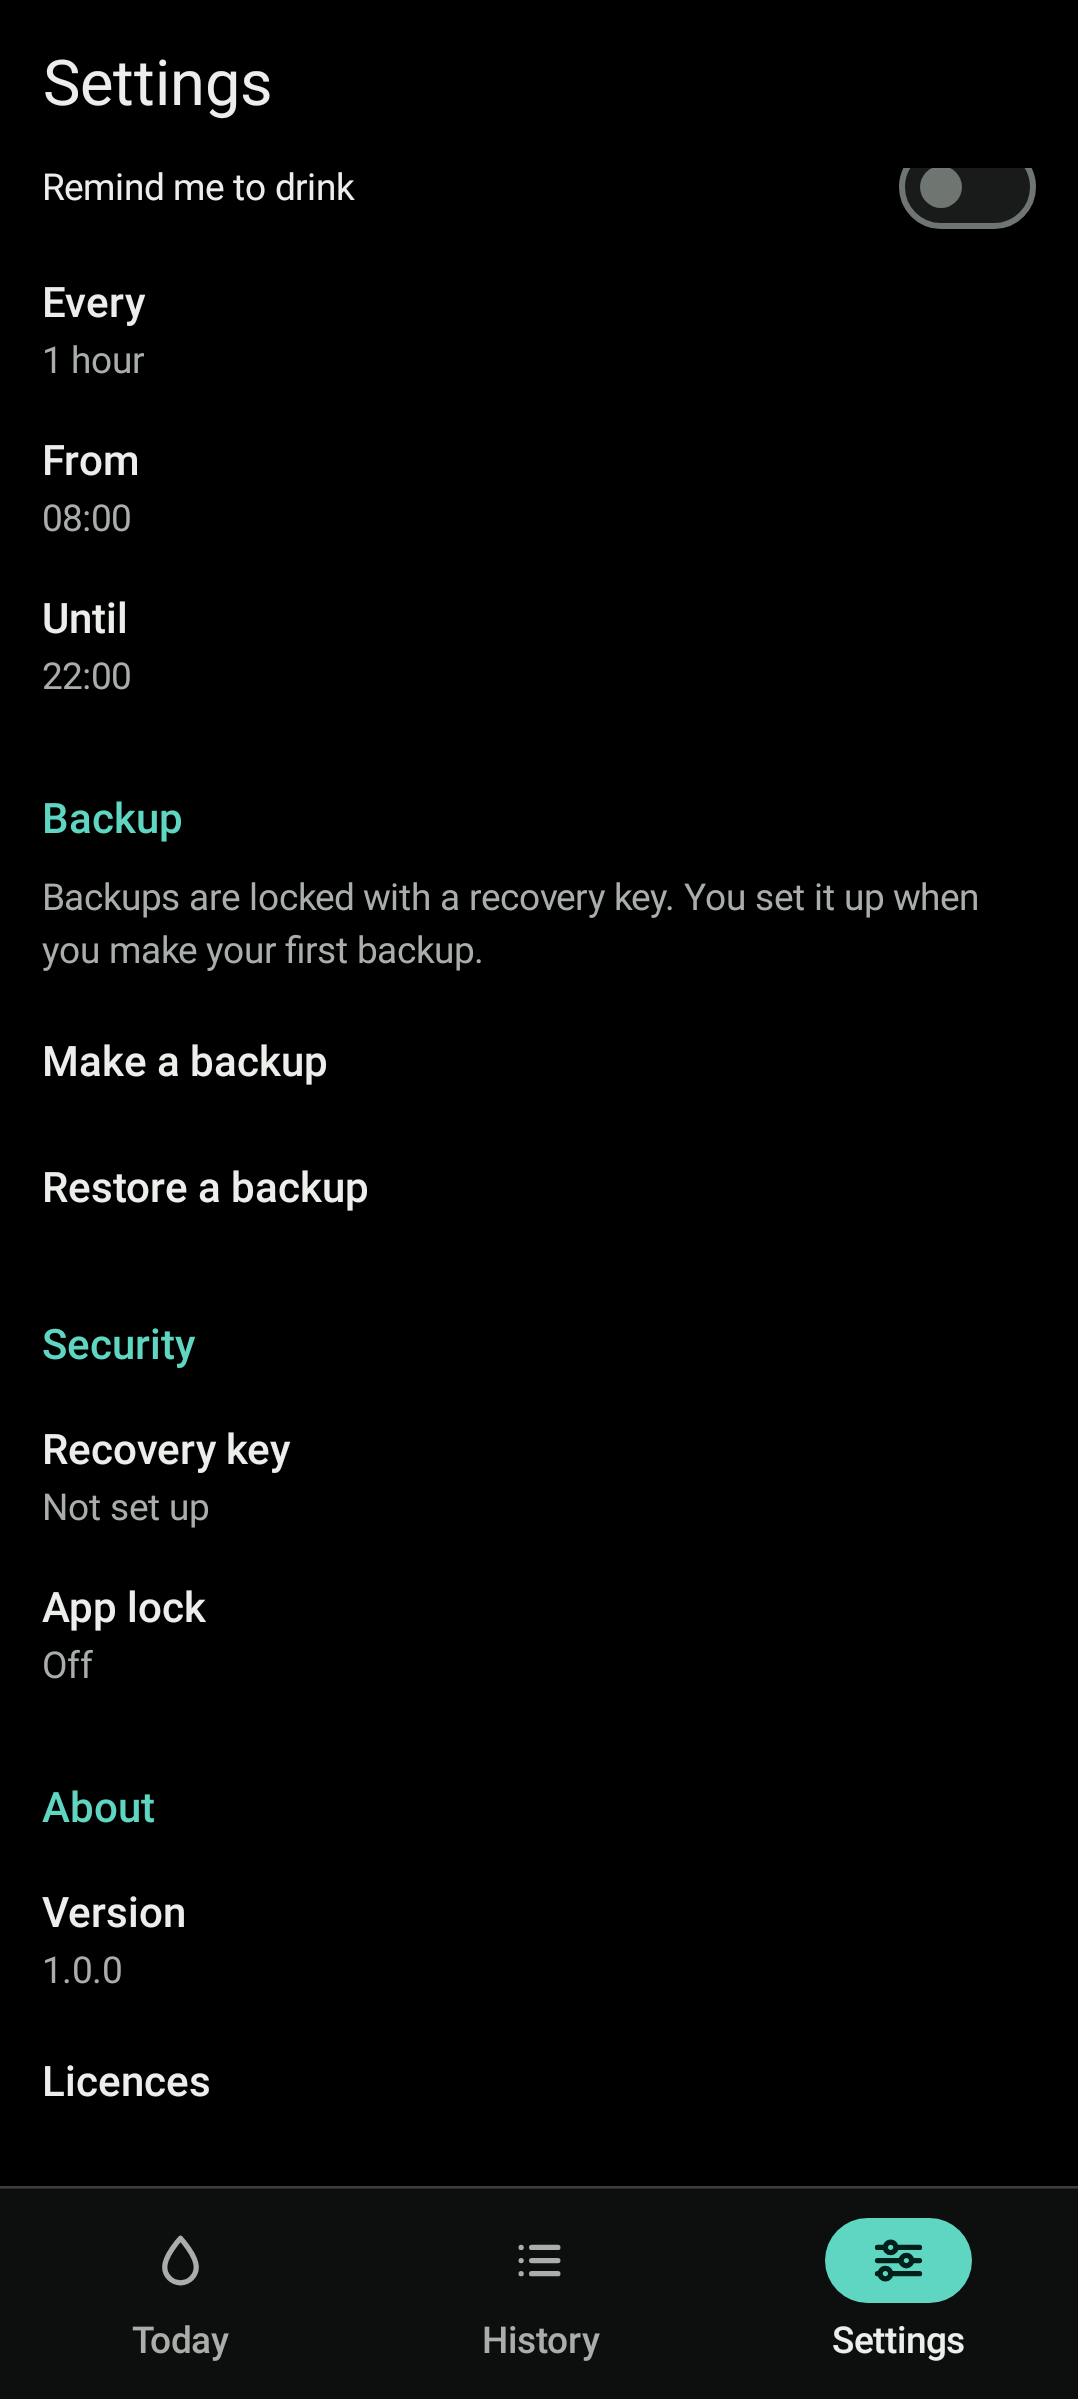 Settings
Remind me to drink
Every
1 hour
From
08:00
Until
22:00
Backup
Backups are locked with a recovery key. You set it up when
you make your first backup.
Make a backup
Restore a backup
Security
Recovery key
Not set up
App lock
Off
About
Version
1.0.0
Licences
Today
History
Settings